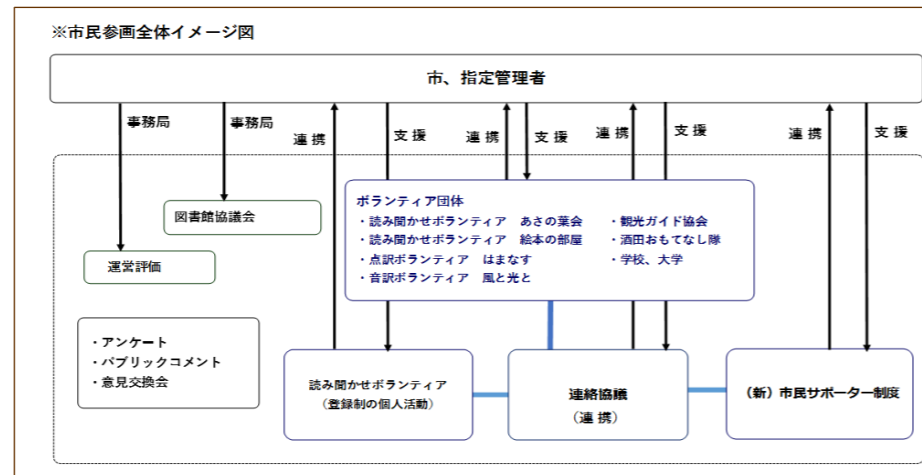 ※市民参画全体イメージ図
市、指定管理者
事務局
事務局
連 携
支 援
連 携
支 援
連 携
支 援
連 携
支 援
ボランティア団体
・読み聞かせボランティア　あさの葉会
・読み聞かせボランティア　絵本の部屋
・点訳ボランティア　はまなす
・音訳ボランティア　風と光と
・観光ガイド協会
・酒田おもてなし隊
・学校、大学
図書館協議会
運営評価
・アンケート
・パブリックコメント
・意見交換会
読み聞かせボランティア
（登録制の個人活動）
連絡協議
（連 携）
（新）市民サポーター制度